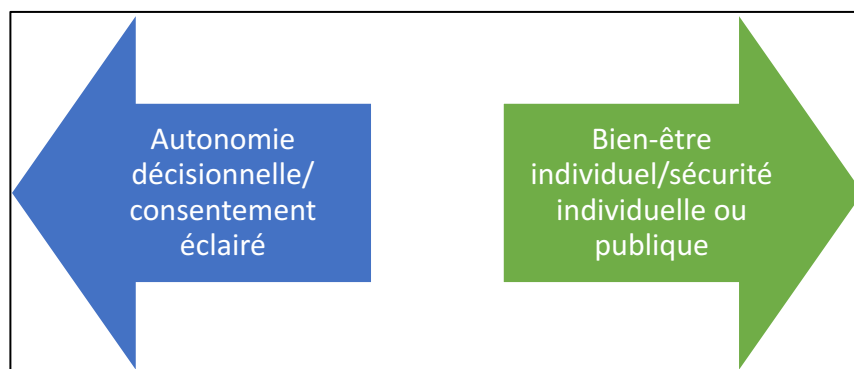 Autonomie
décisionnelle/
consentement
éclairé
Bien-être
individuel/sécurité
individuelle ou
publique